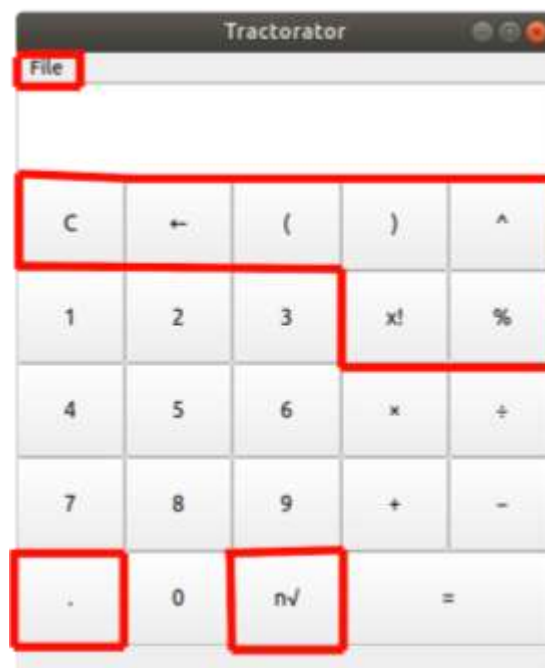 Tractorator
File
C ← ( ) ^
1 2 3 x! %
4 5 6 × ÷
7 8 9 + −
. 0 n√ =